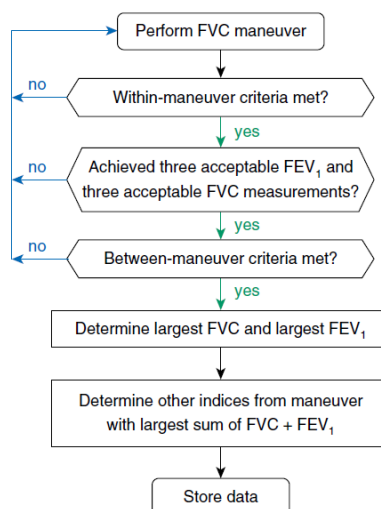 Perform FVC maneuver
no
Within-maneuver criteria met?
yes
no
Achieved three acceptable FEV₁ and
three acceptable FVC measurements?
yes
no
Between-maneuver criteria met?
yes
Determine largest FVC and largest FEV₁
Determine other indices from maneuver
with largest sum of FVC + FEV₁
Store data